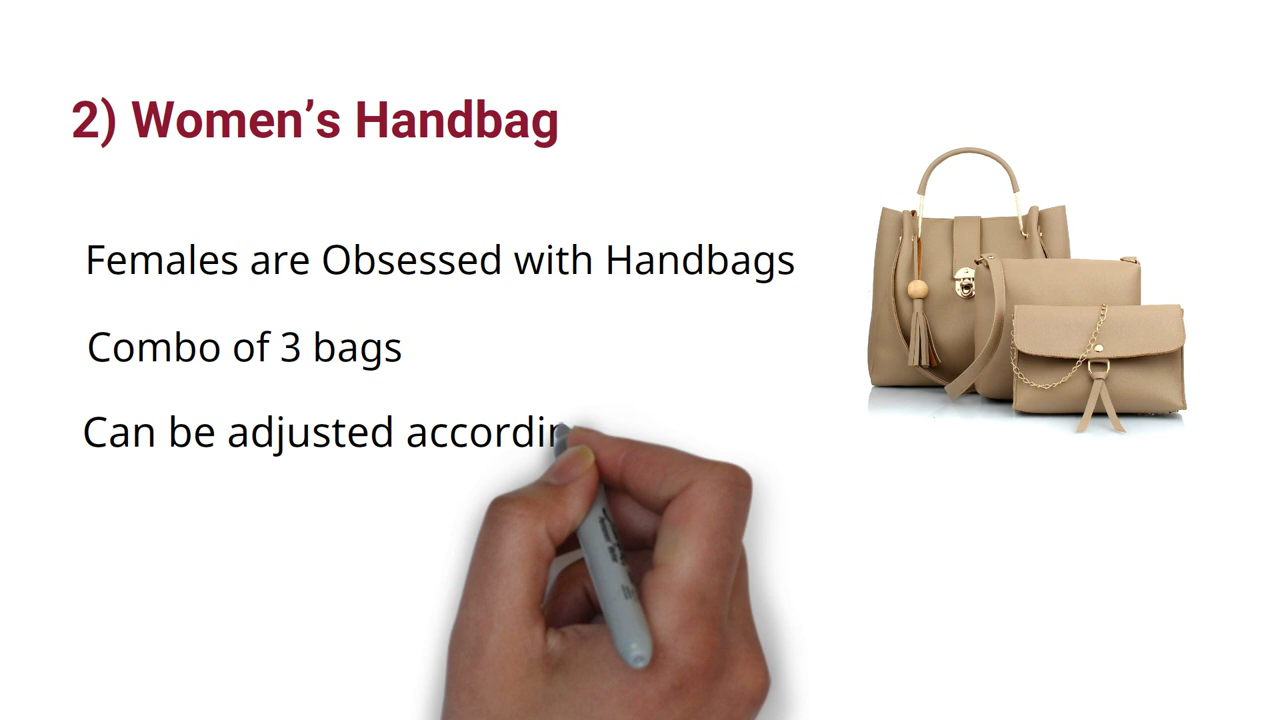 2) Women’s Handbag
Females are Obsessed with Handbags
Combo of 3 bags
Can be adjusted